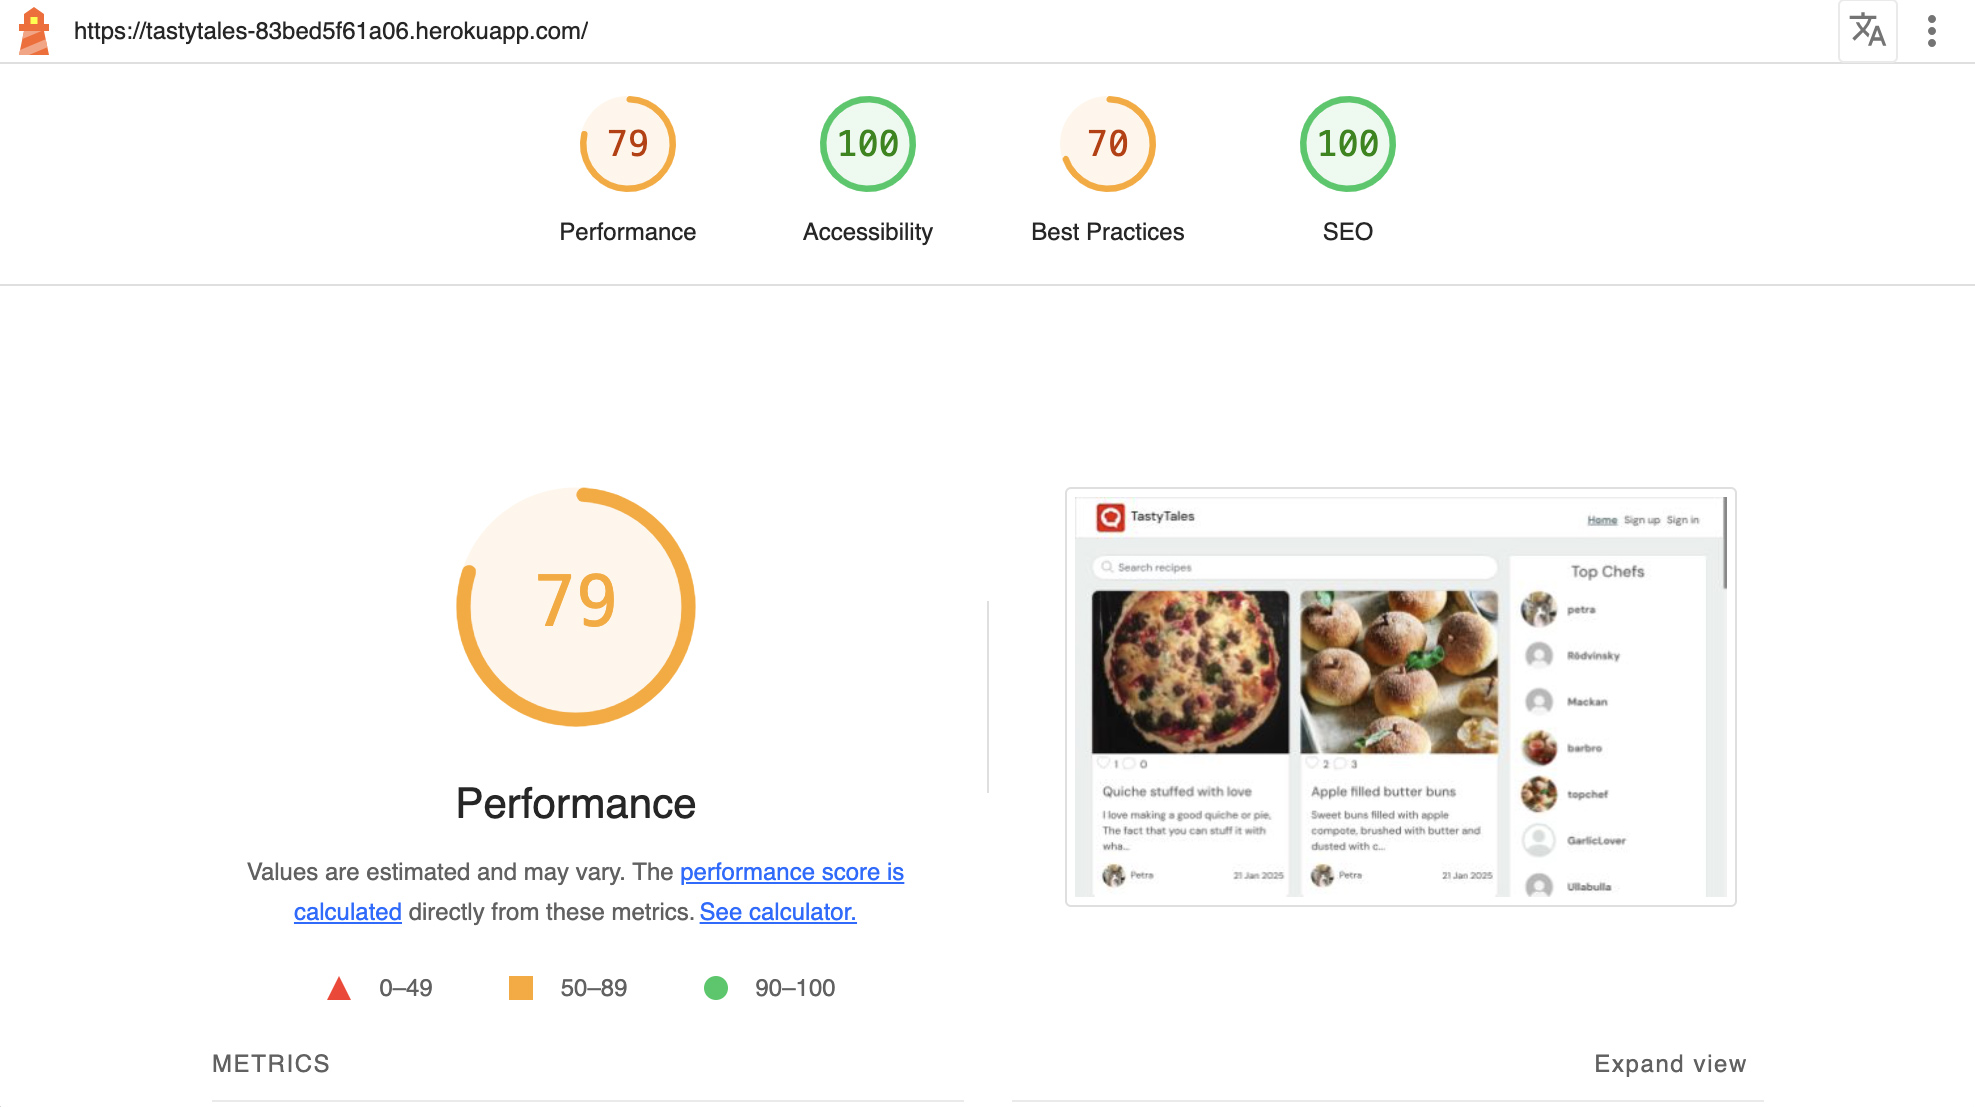 https://tastytales-83bed5f61a06.herokuapp.com/
79
100
70
100
Performance
Accessibility
Best Practices
SEO
79
Performance
Values are estimated and may vary. The performance score is
calculated directly from these metrics. See calculator.
0–49
50–89
90–100
TastyTales
Home Sign up Sign in
Search recipes
1 0
Quiche stuffed with love
I love making a good quiche or pie,
The fact that you can stuff it with
wha...
Petra
21 Jan 2025
2 3
Apple filled butter buns
Sweet buns filled with apple
compote, brushed with butter and
dusted with c...
Petra
21 Jan 2025
Top Chefs
petra
Rödvinsky
Mackan
barbro
topchef
GarlicLover
Ullabulla
METRICS
Expand view